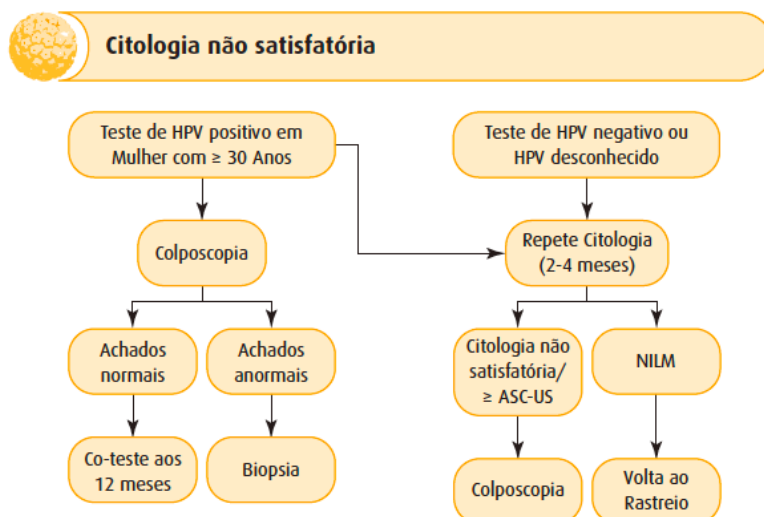 Citologia não satisfatória
Teste de HPV positivo em
Mulher com ≥ 30 Anos
Teste de HPV negativo ou
HPV desconhecido
Colposcopia
Repete Citologia
(2-4 meses)
Achados
normais
Achados
anormais
Citologia não
satisfatória/
≥ ASC-US
NILM
Co-teste aos
12 meses
Biopsia
Colposcopia
Volta ao
Rastreio